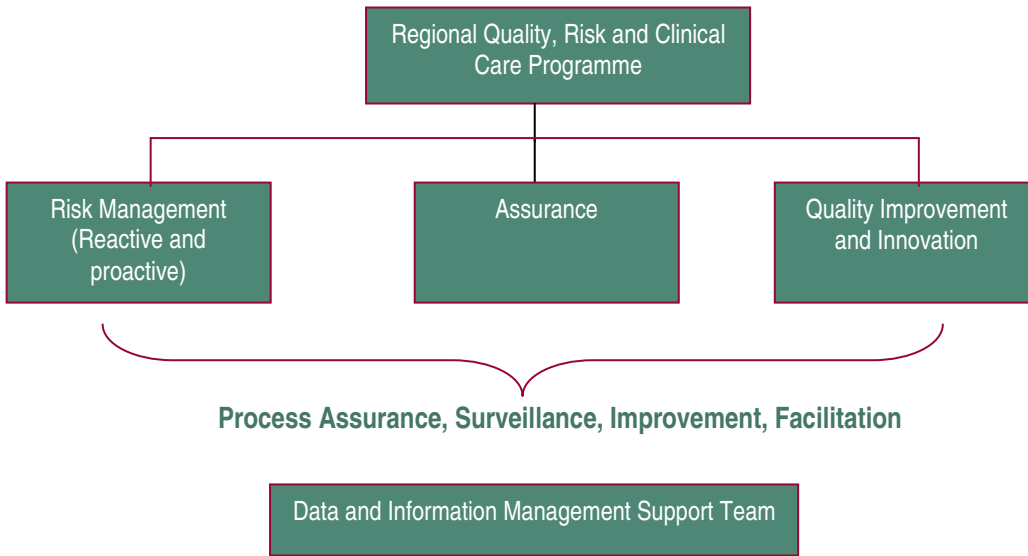 Regional Quality, Risk and Clinical
Care Programme
Risk Management
(Reactive and
proactive)
Assurance
Quality Improvement
and Innovation
Process Assurance, Surveillance, Improvement, Facilitation
Data and Information Management Support Team